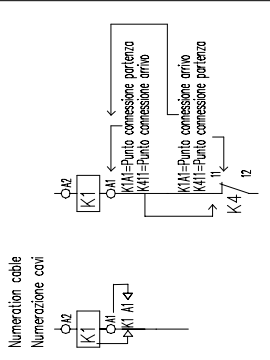 Numeration cable
Numerazione cavi
A2
K1
A1
K1 A1
A2
K1
A1
K1A1=Punto connessione partenza
K411=Punto connessione arrivo
K1A1=Punto connessione arrivo
K411=Punto connessione partenza
11
K4
12